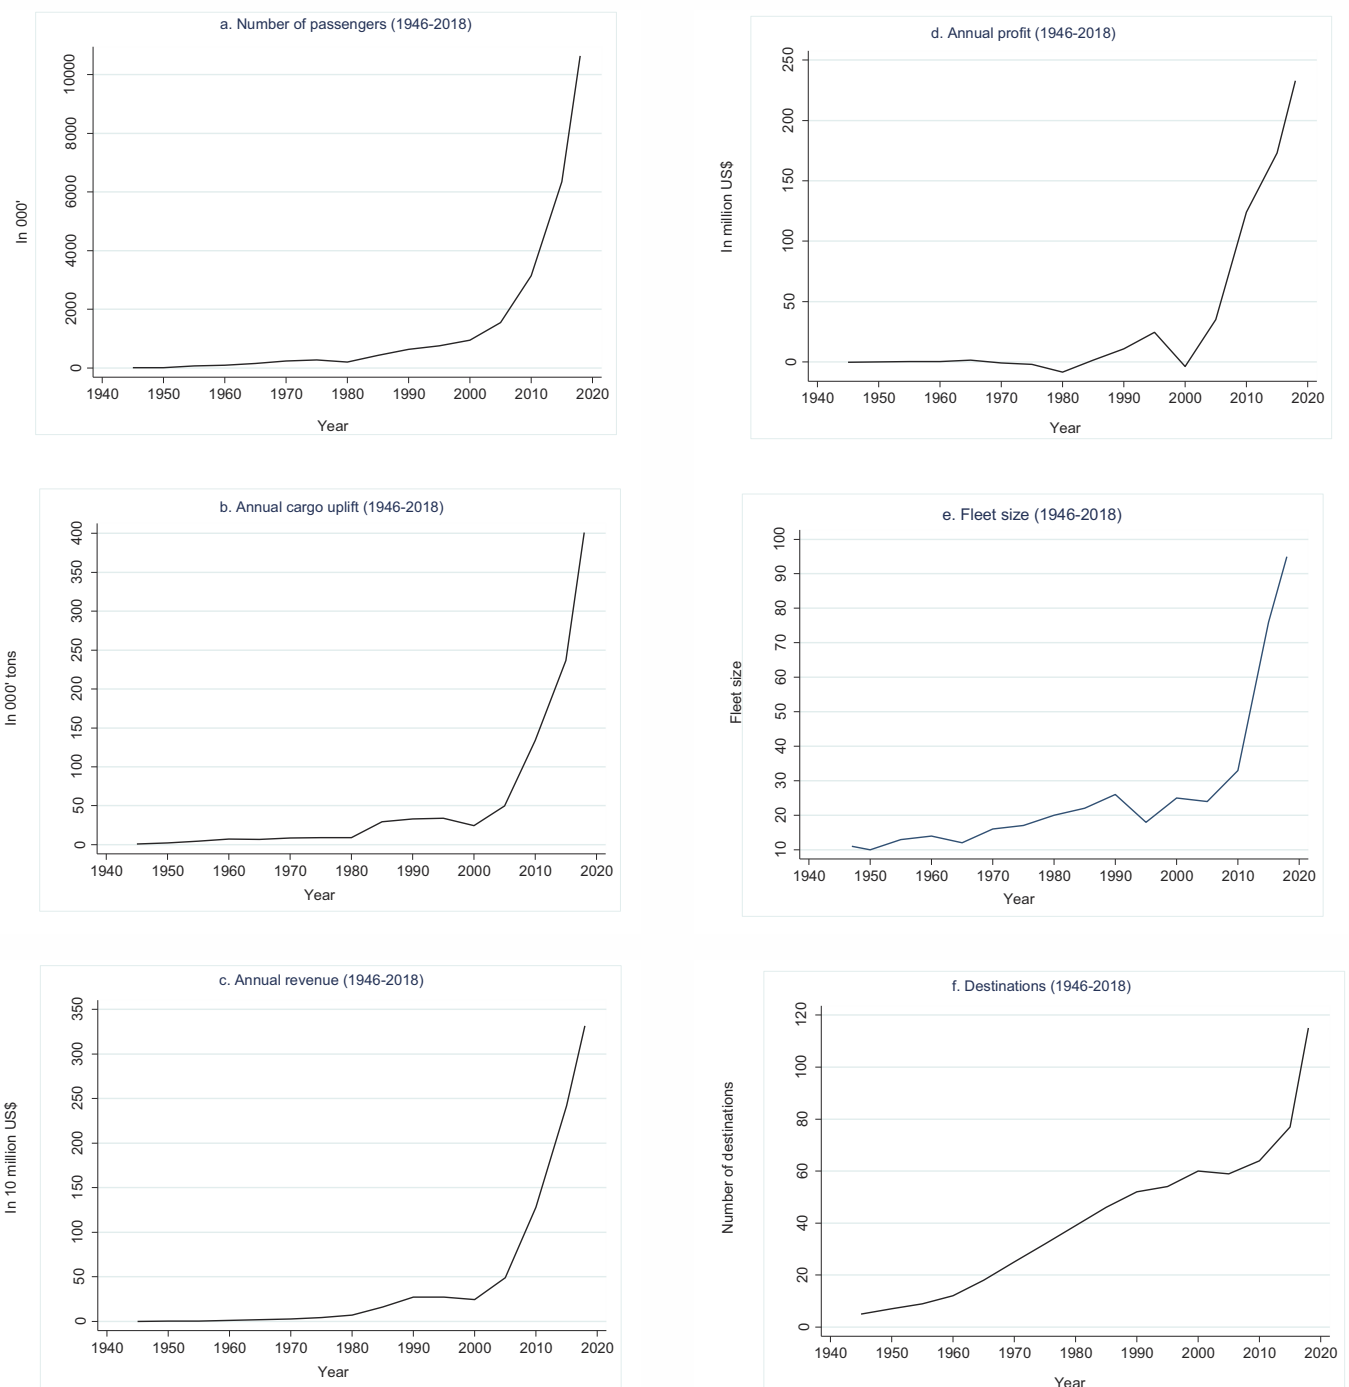 a. Number of passengers (1946-2018)
In 000'
10000
8000
6000
4000
2000
0
1940 1950 1960 1970 1980 1990 2000 2010 2020
Year
d. Annual profit (1946-2018)
In million US$
250
200
150
100
50
0
1940 1950 1960 1970 1980 1990 2000 2010 2020
Year
b. Annual cargo uplift (1946-2018)
In 000' tons
400
350
300
250
200
150
100
50
0
1940 1950 1960 1970 1980 1990 2000 2010 2020
Year
e. Fleet size (1946-2018)
Fleet size
100
90
80
70
60
50
40
30
20
10
1940 1950 1960 1970 1980 1990 2000 2010 2020
Year
c. Annual revenue (1946-2018)
In 10 million US$
350
300
250
200
150
100
50
0
1940 1950 1960 1970 1980 1990 2000 2010 2020
Year
f. Destinations (1946-2018)
Number of destinations
120
100
80
60
40
20
0
1940 1950 1960 1970 1980 1990 2000 2010 2020
Year